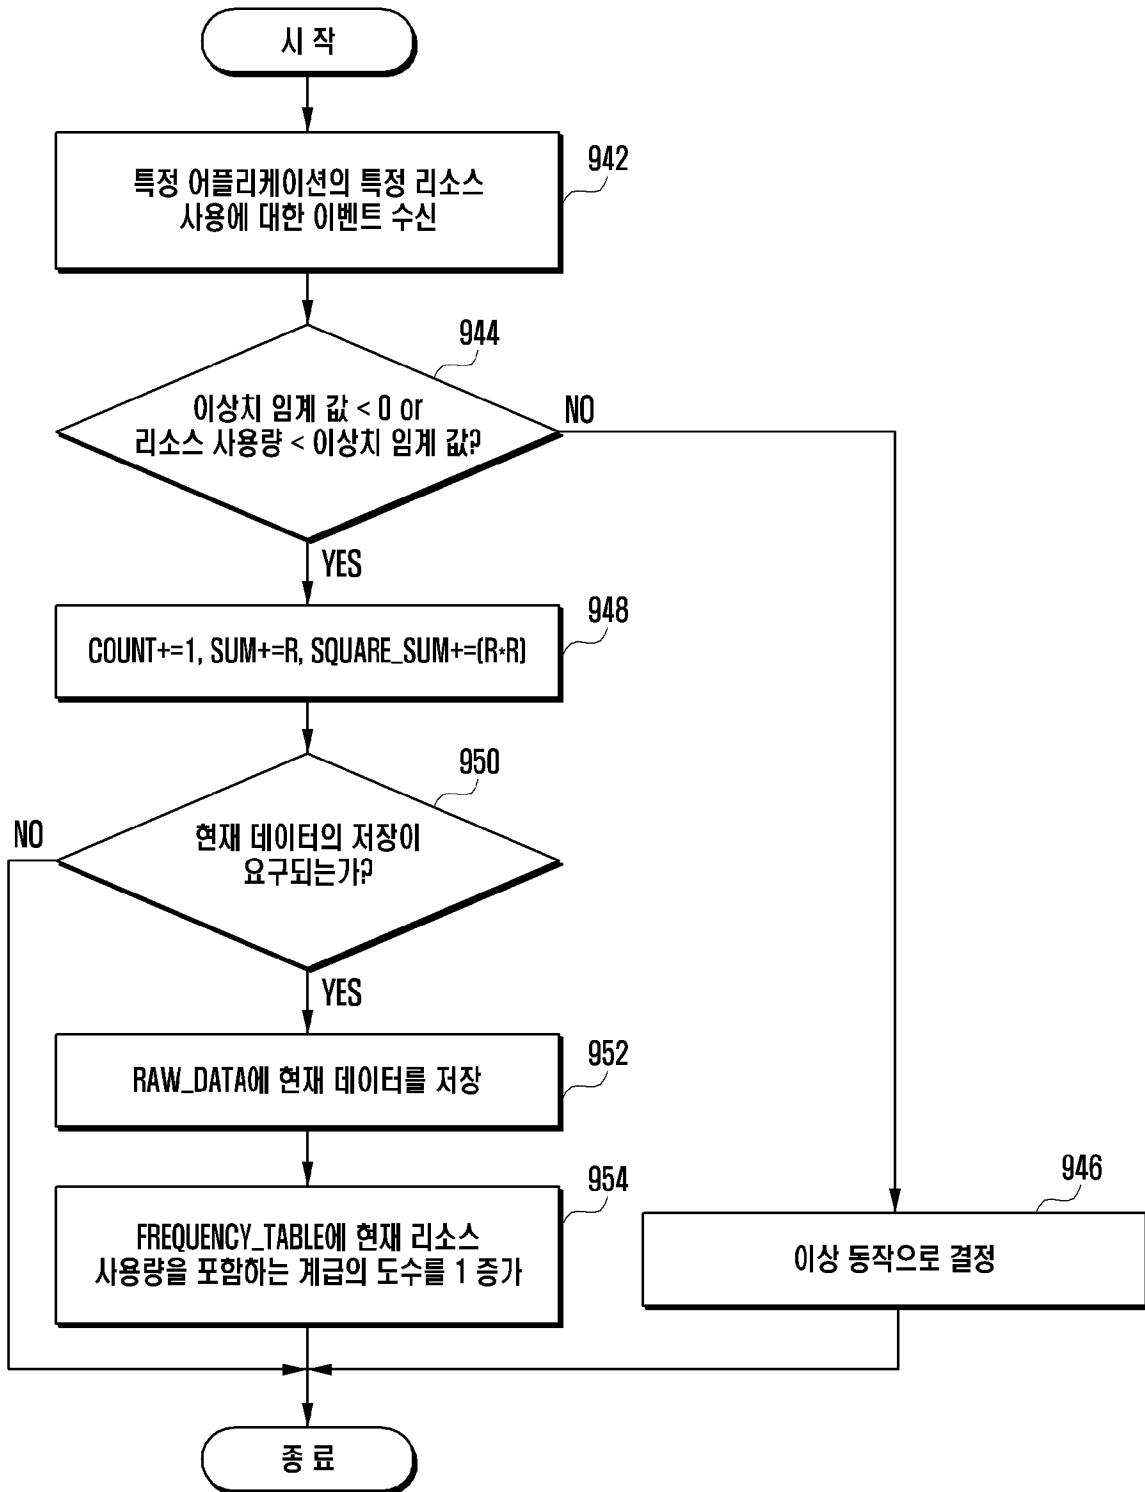 시 작
942
특정 어플리케이션의 특정 리소스
사용에 대한 이벤트 수신
944
이상치 임계 값 < 0 or
리소스 사용량 < 이상치 임계 값?
NO
YES
948
COUNT+=1, SUM+=R, SQUARE_SUM+=(R*R)
950
NO
현재 데이터의 저장이
요구되는가?
YES
952
RAW_DATA에 현재 데이터를 저장
954
FREQUENCY_TABLE에 현재 리소스
사용량을 포함하는 계급의 도수를 1 증가
946
이상 동작으로 결정
종 료